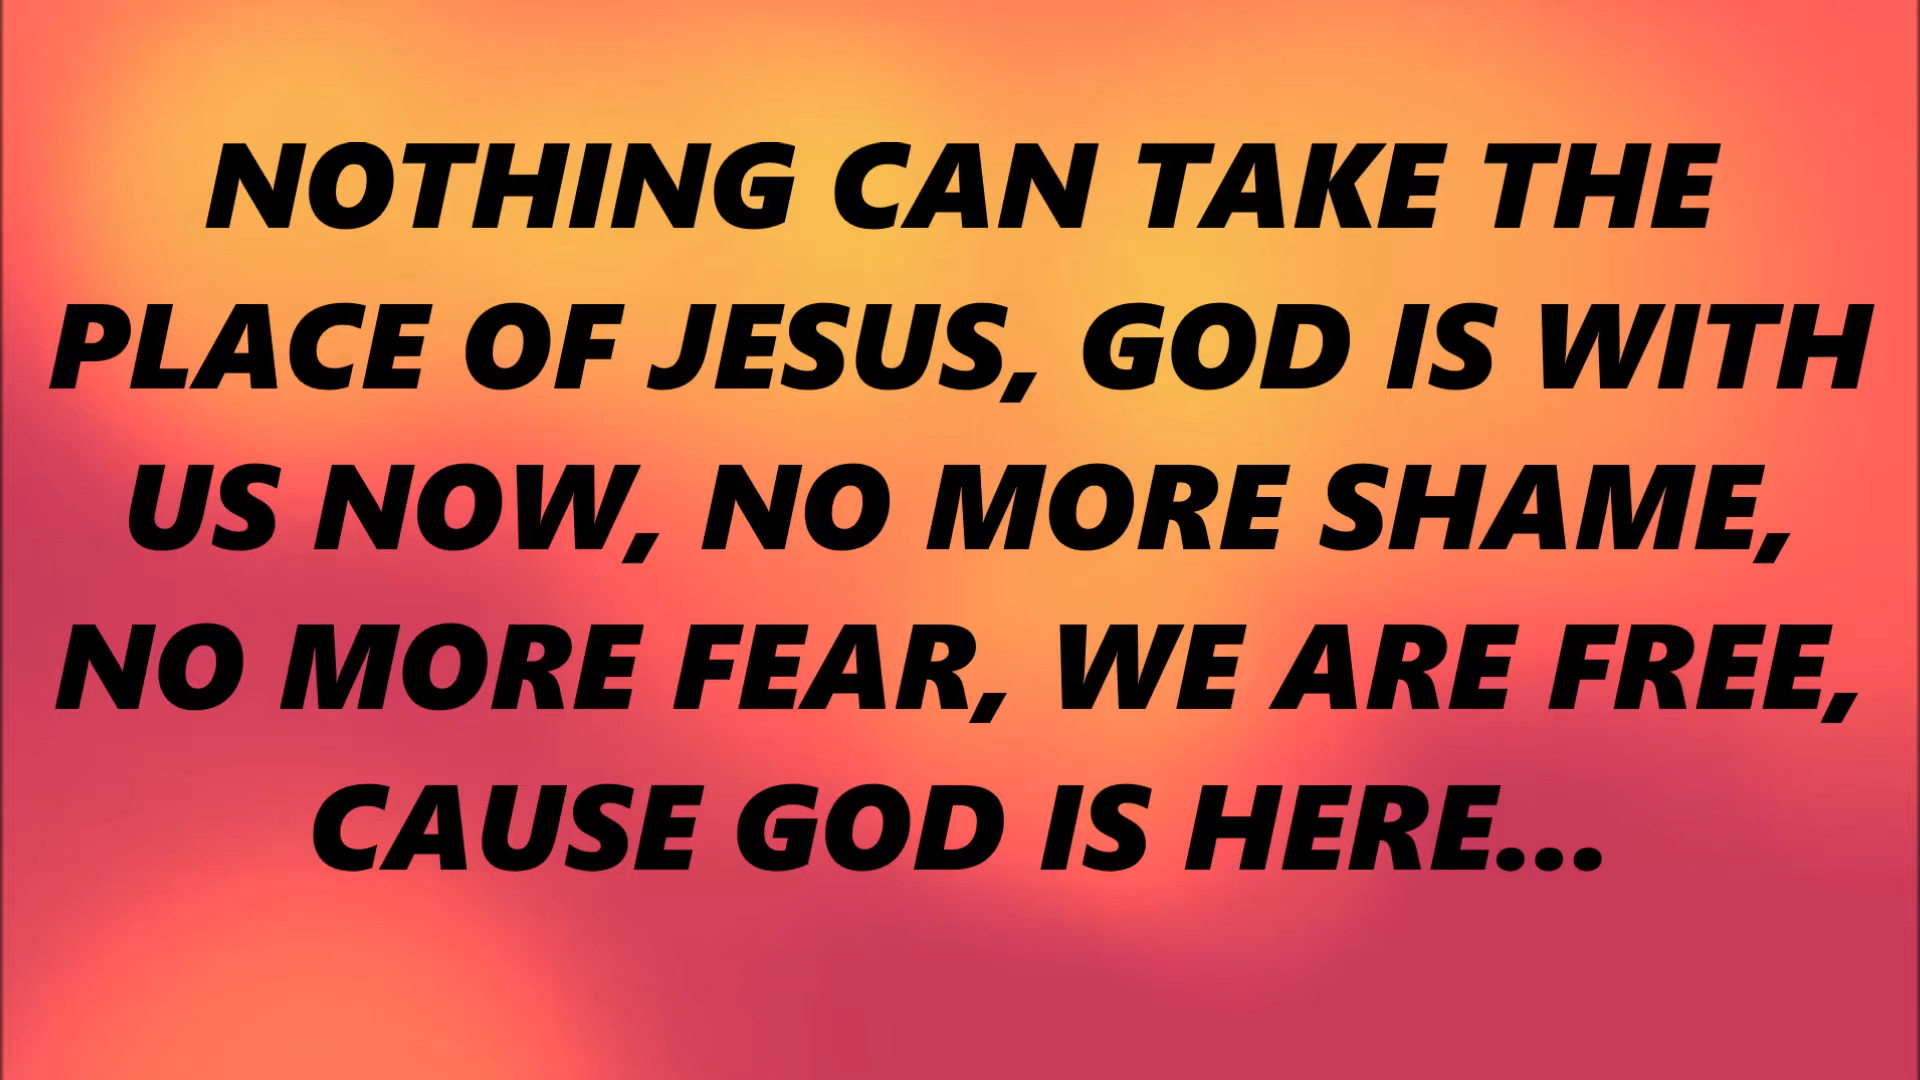 NOTHING CAN TAKE THE
PLACE OF JESUS, GOD IS WITH
US NOW, NO MORE SHAME,
NO MORE FEAR, WE ARE FREE,
CAUSE GOD IS HERE...